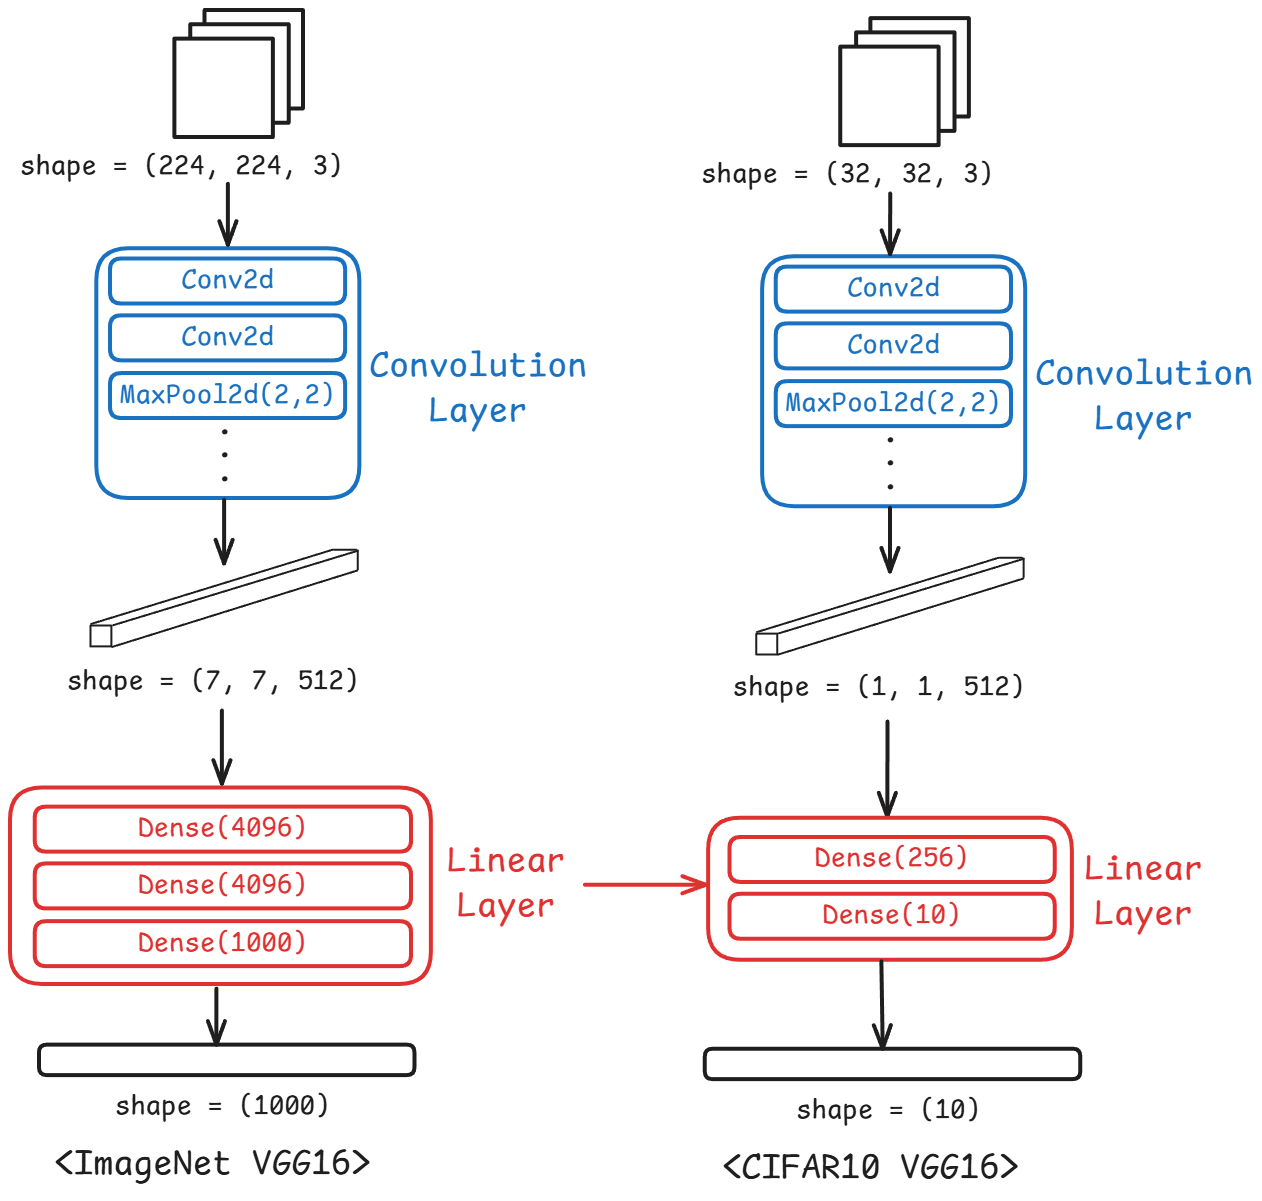 shape = (224, 224, 3)
Conv2d
Conv2d
MaxPool2d(2,2)
Convolution
Layer
shape = (7, 7, 512)
Dense(4096)
Dense(4096)
Dense(1000)
Linear
Layer
shape = (1000)
<ImageNet VGG16>
shape = (32, 32, 3)
Conv2d
Conv2d
MaxPool2d(2,2)
Convolution
Layer
shape = (1, 1, 512)
Dense(256)
Dense(10)
Linear
Layer
shape = (10)
<CIFAR10 VGG16>